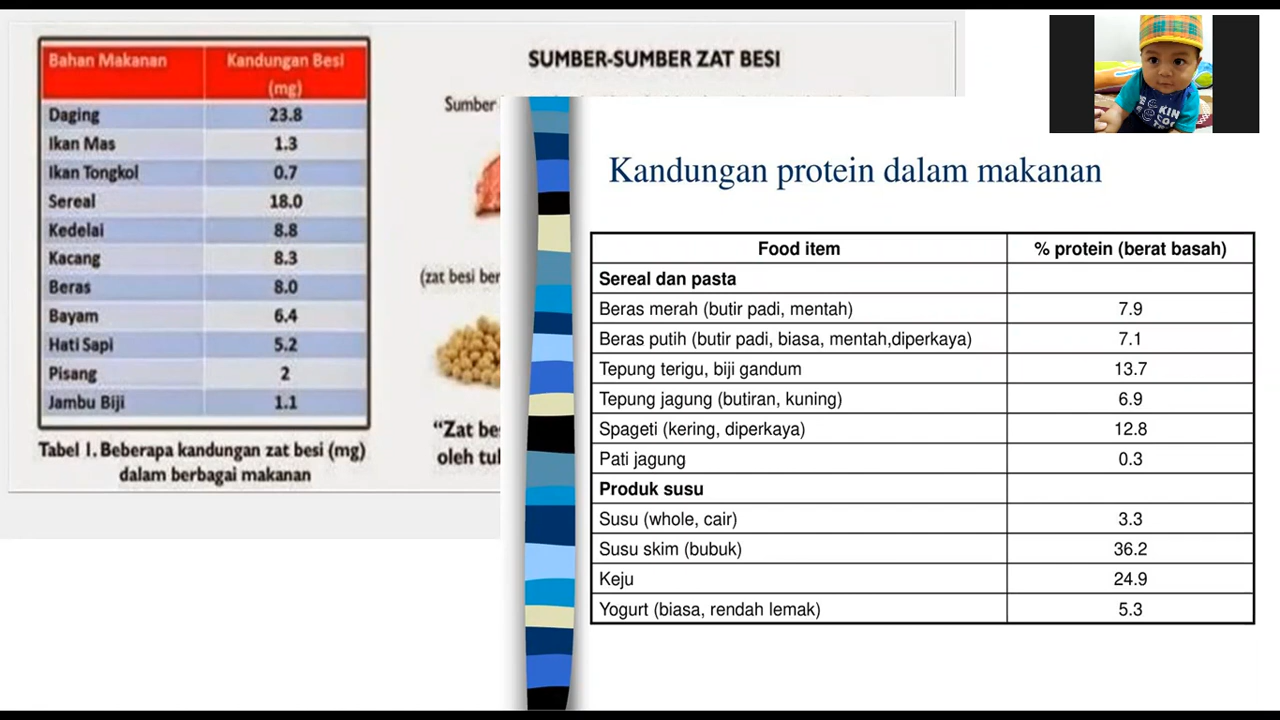 Bahan Makanan Kandungan Besi
(mg)
Daging 23.8
Ikan Mas 1.3
Ikan Tongkol 0.7
Sereal 18.0
Kedelai 8.8
Kacang 8.3
Beras 8.0
Bayam 6.4
Hati Sapi 5.2
Pisang 2
Jambu Biji 1.1
Tabel 1. Beberapa kandungan zat besi (mg)
dalam berbagai makanan
SUMBER-SUMBER ZAT BESI
Sumber
(zat besi ber
“Zat be
oleh tul
Kandungan protein dalam makanan
Food item % protein (berat basah)
Sereal dan pasta
Beras merah (butir padi, mentah) 7.9
Beras putih (butir padi, biasa, mentah,diperkaya) 7.1
Tepung terigu, biji gandum 13.7
Tepung jagung (butiran, kuning) 6.9
Spageti (kering, diperkaya) 12.8
Pati jagung 0.3
Produk susu
Susu (whole, cair) 3.3
Susu skim (bubuk) 36.2
Keju 24.9
Yogurt (biasa, rendah lemak) 5.3